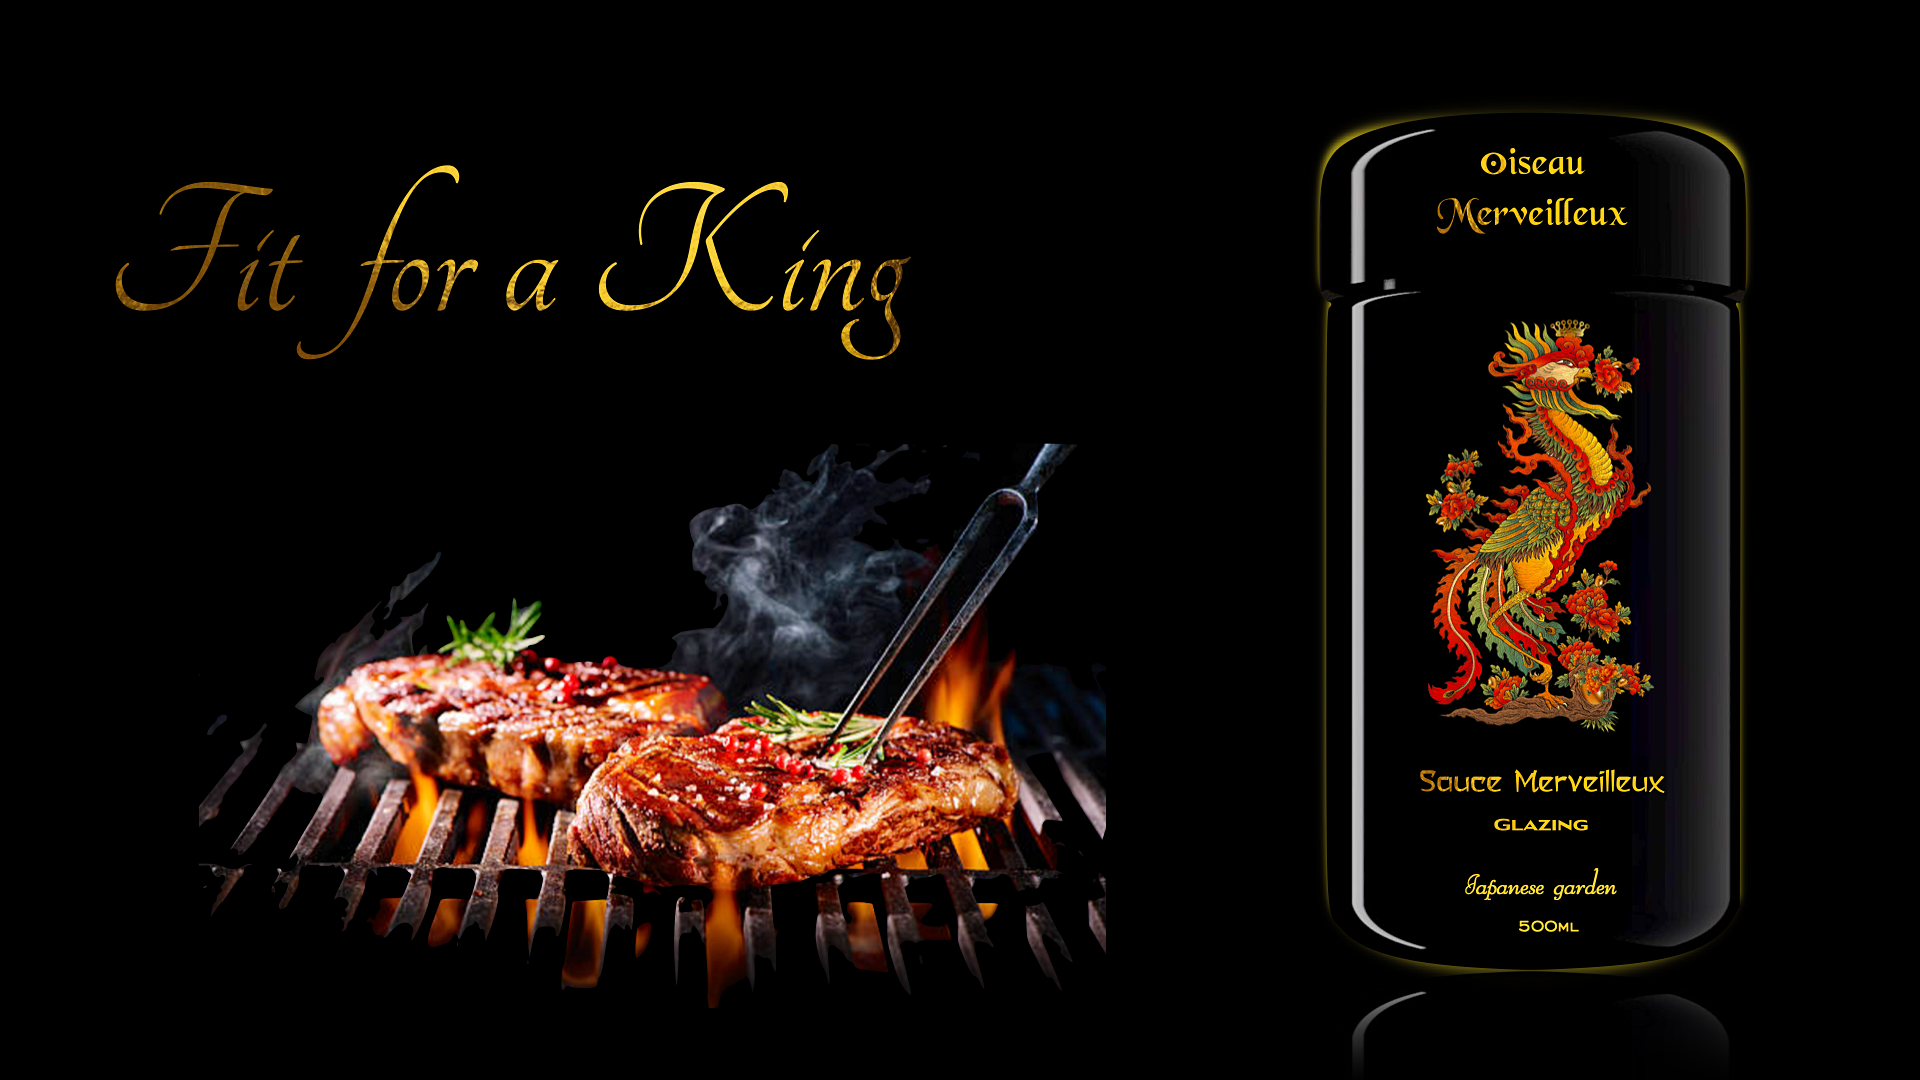 Fit for a King
Oiseau
Merveilleux
Sauce Merveilleux
GLAZING
Japanese garden
500ML